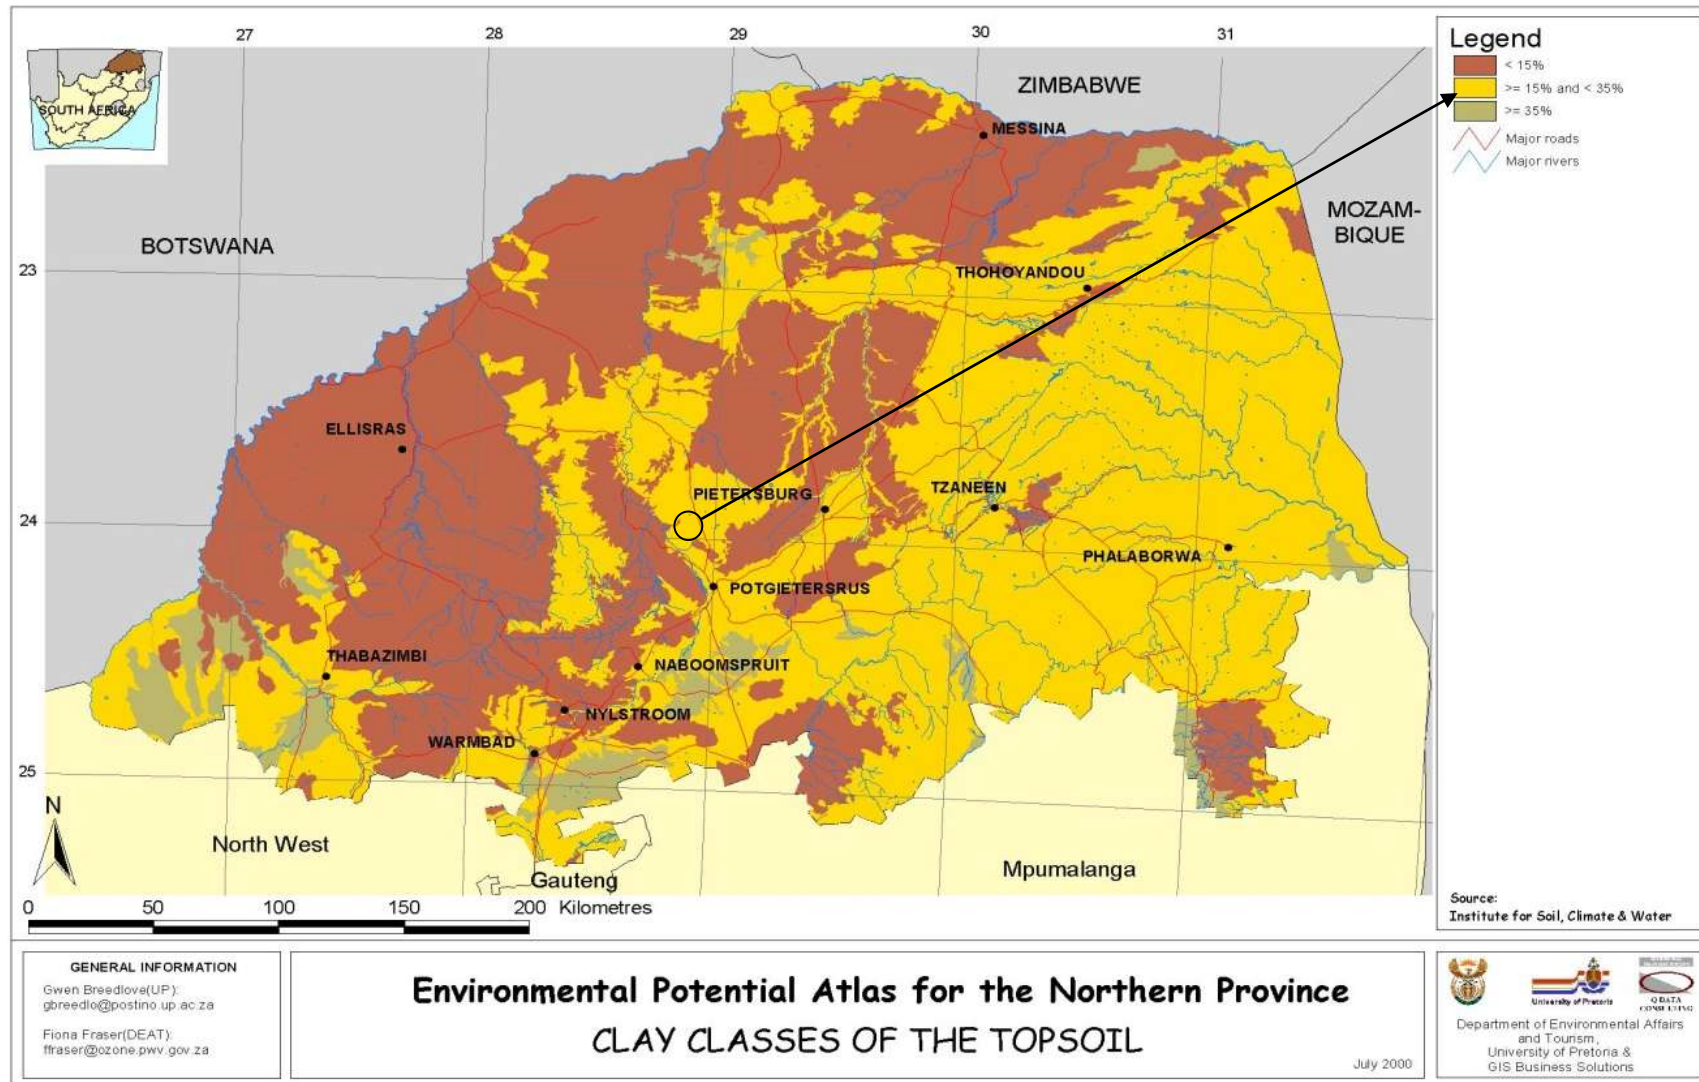 27
28
29
30
31
Legend
< 15%
>= 15% and < 35%
>= 35%
Major roads
Major rivers
SOUTH AFRICA
ZIMBABWE
MESSINA
MOZAM-
BIQUE
BOTSWANA
23
THOHOYANDOU
ELLISRAS
PIETERSBURG
TZANEEN
24
PHALABORWA
POTGIETERSRUS
THABAZIMBI
NABOOMSPRUIT
NYLSTROOM
WARMBAD
25
N
North West
Gauteng
Mpumalanga
0 50 100 150 200 Kilometres
Source:
Institute for Soil, Climate & Water
GENERAL INFORMATION
Gwen Breedlove(UP):
gbreedlo@postino.up.ac.za
Fiona Fraser(DEAT):
ffraser@ozone.pwv.gov.za
Environmental Potential Atlas for the Northern Province
CLAY CLASSES OF THE TOPSOIL
July 2000
University of Pretoria
Q DATA
CONSULTING
Department of Environmental Affairs
and Tourism,
University of Pretoria &
GIS Business Solutions